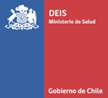 DEIS
Ministerio de Salud
Gobierno de Chile